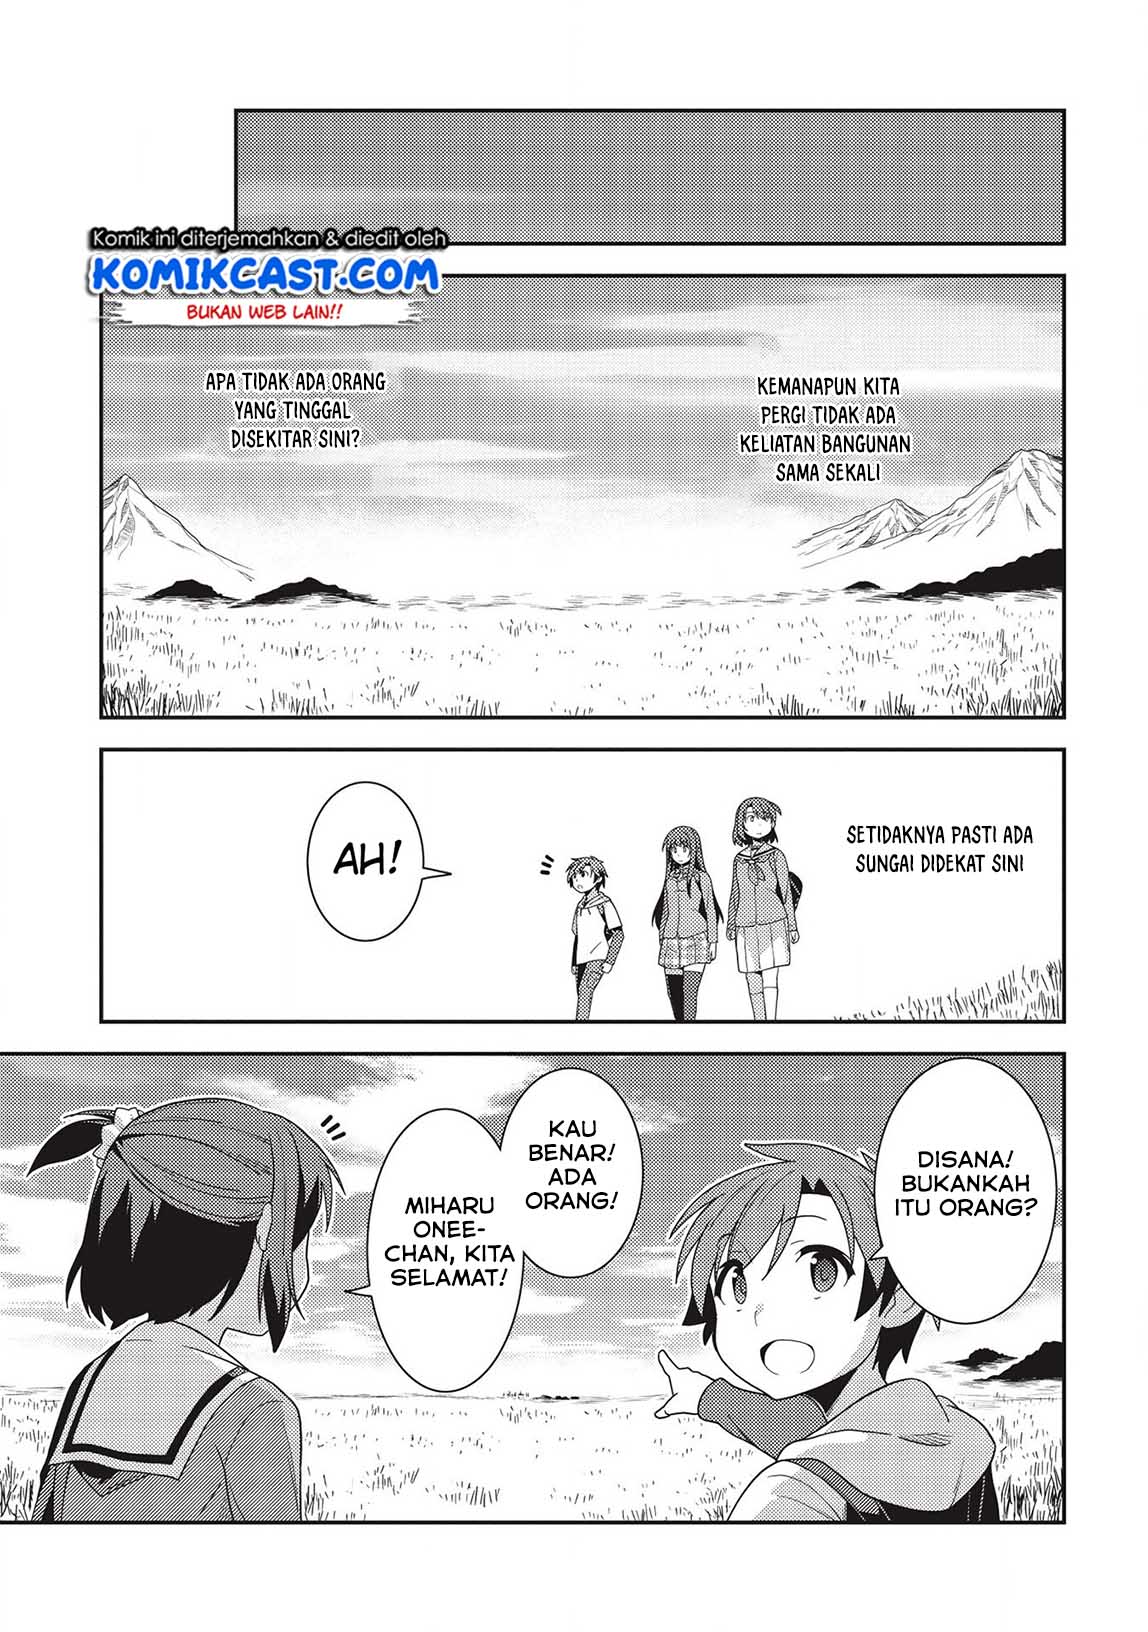 Komik ini diterjemahkan & diedit oleh
KOMIKCAST.COM
BUKAN WEB LAIN!!
KEMANAPUN KITA
PERGI TIDAK ADA
KELIATAN BANGUNAN
SAMA SEKALI
APA TIDAK ADA ORANG
YANG TINGGAL
DISEKITAR SINI?
SETIDAKNYA PASTI ADA
SUNGAI DIDEKAT SINI
AH!
DISANA!
BUKANKAH
ITU ORANG?
KAU
BENAR!
ADA
ORANG!
MIHARU
ONEE-
CHAN, KITA
SELAMAT!